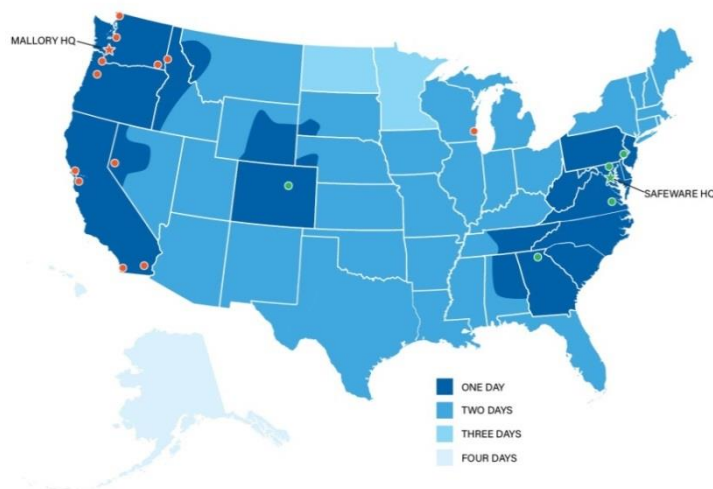 MALLORY HQ
SAFEWARE HQ
ONE DAY
TWO DAYS
THREE DAYS
FOUR DAYS